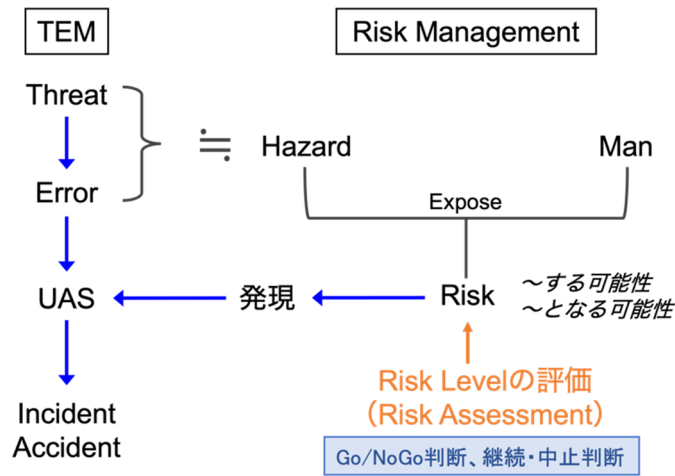 TEM
Risk Management
Threat
≒
Hazard
Man
Error
Expose
UAS
発現
Risk
～する可能性
～となる可能性
Risk Levelの評価
（Risk Assessment）
Incident
Accident
Go/NoGo判断、継続・中止判断